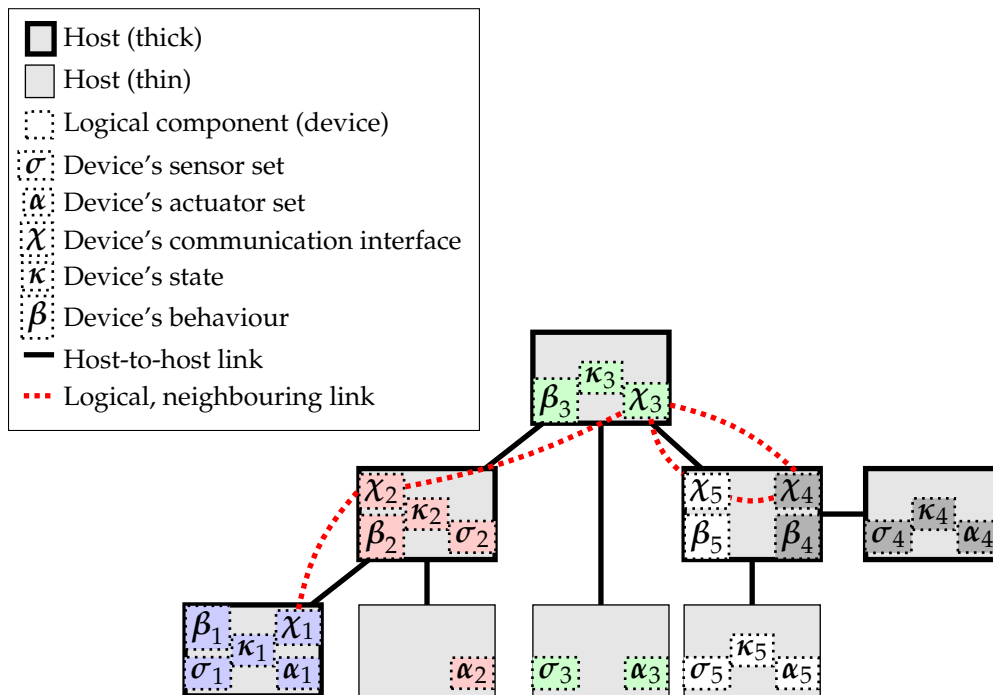 Host (thick)
Host (thin)
Logical component (device)
σ Device's sensor set
α Device's actuator set
χ Device's communication interface
κ Device's state
β Device's behaviour
Host-to-host link
Logical, neighbouring link
β3 κ3 χ3
χ2 κ2 β2 σ2
χ5 χ4 β5 β4
κ4 σ4 α4
β1 χ1 κ1 σ1 α1
α2
σ3 α3
κ5 σ5 α5